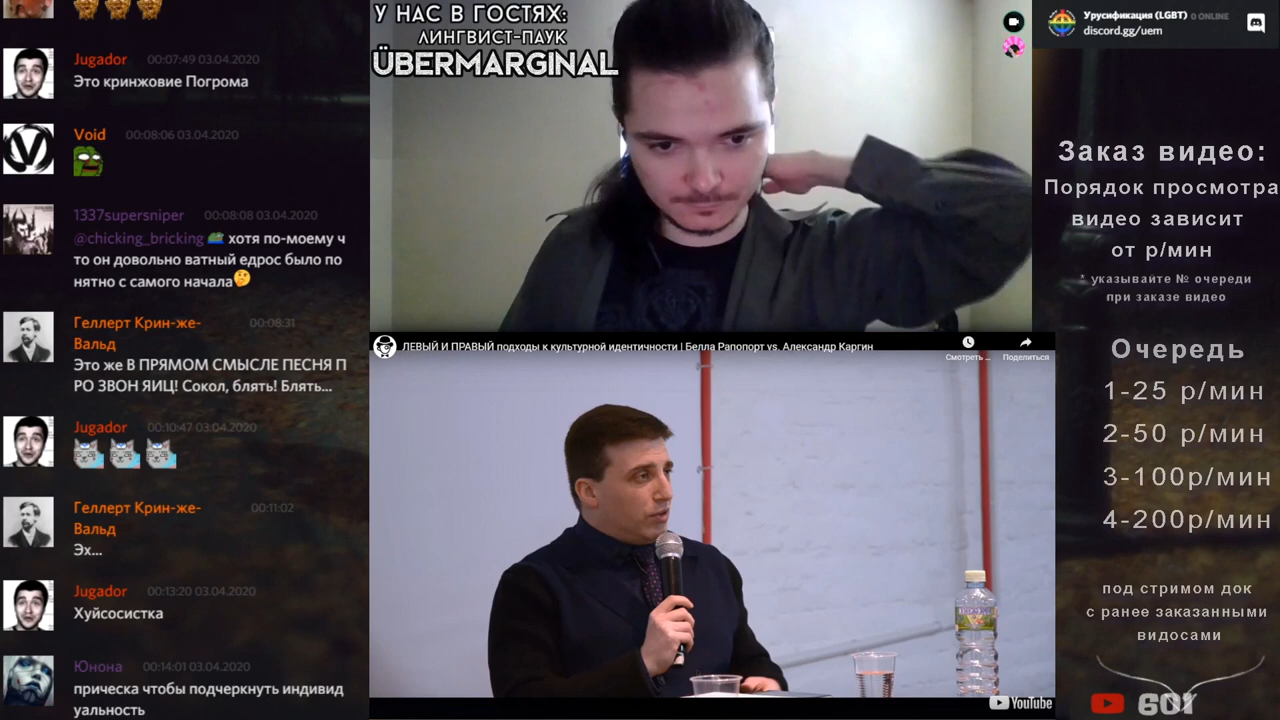 Jugador 00:07:49 03.04.2020
Это кринжовие Погрома
Void 00:08:06 03.04.2020
1337supersniper 00:08:08 03.04.2020
@chicking_bricking хотя по-моему ч
то он довольно ватный едрос было по
нятно с самого начала
Геллерт Крин-же- 00:08:31
Вальд
Это же В ПРЯМОМ СМЫСЛЕ ПЕСНЯ П
РО ЗВОН ЯИЦ! Сокол, блять! Блять...
Jugador 00:10:47 03.04.2020
Геллерт Крин-же- 00:11:02
Вальд
Эх...
Jugador 00:13:20 03.04.2020
Хуйсосистка
Юнона 00:14:01 03.04.2020
прическа чтобы подчеркнуть индивид
уальность
У НАС В ГОСТЯХ:
ЛИНГВИСТ-ПАУК
ÜBERMARGINAL
ЛЕВЫЙ И ПРАВЫЙ подходы к культурной идентичности | Белла Рапопорт vs. Александр Каргин
Смотреть ... Поделиться
YouTube
Урусификация (LGBT) 0 ONLINE
discord.gg/uem
Заказ видео:
Порядок просмотра
видео зависит
от р/мин
* указывайте № очереди
при заказе видео
Очередь
1-25 р/мин
2-50 р/мин
3-100р/мин
4-200р/мин
под стримом док
с ранее заказанными
видосами
601